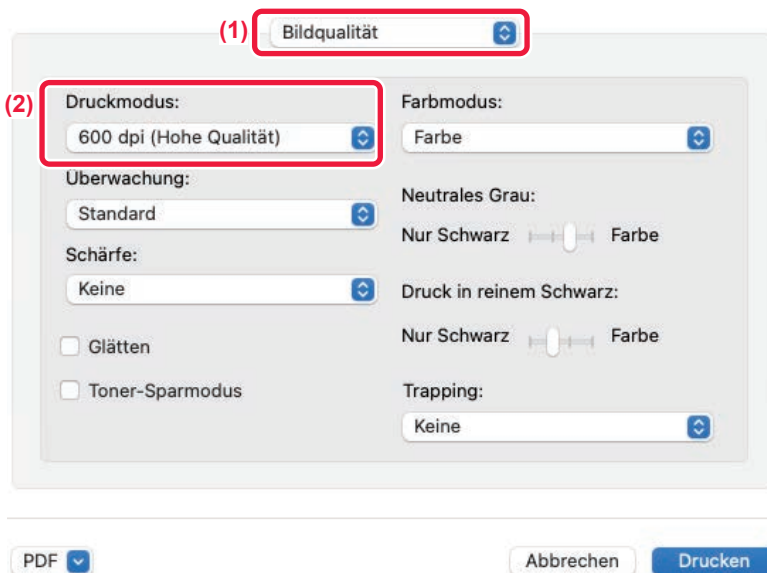 (1) Bildqualität
(2) Druckmodus:
600 dpi (Hohe Qualität)
Überwachung:
Standard
Schärfe:
Keine
Glätten
Toner-Sparmodus
Farbmodus:
Farbe
Neutrales Grau:
Nur Schwarz Farbe
Druck in reinem Schwarz:
Nur Schwarz Farbe
Trapping:
Keine
PDF Abbrechen Drucken